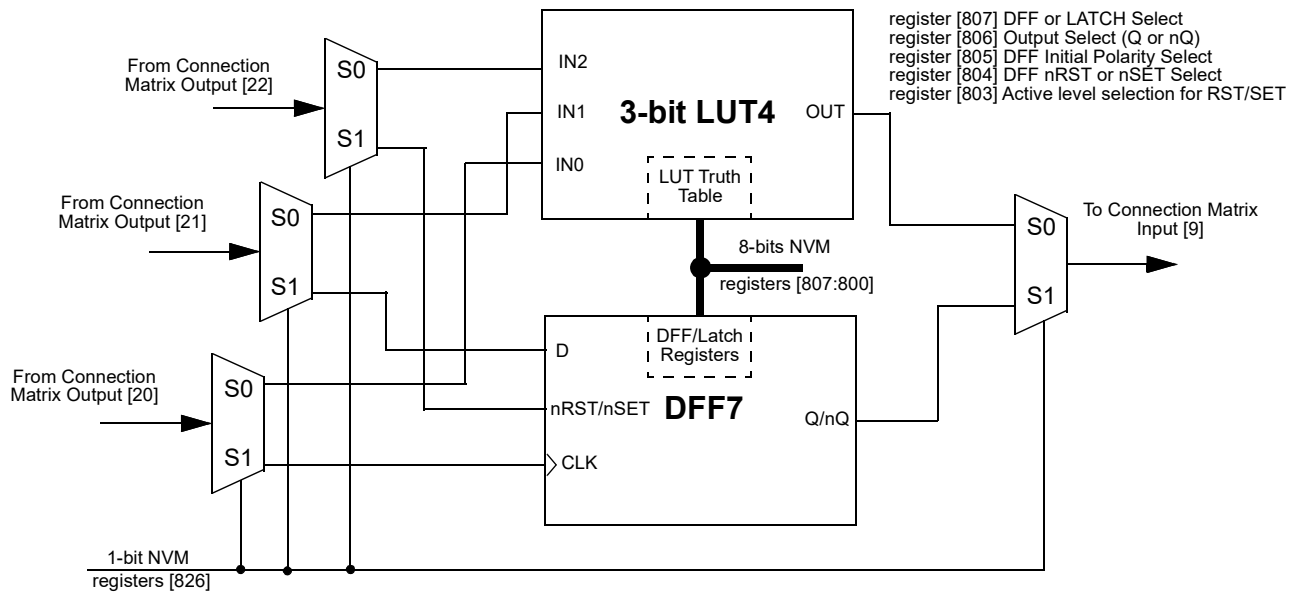 register [807] DFF or LATCH Select
register [806] Output Select (Q or nQ)
register [805] DFF Initial Polarity Select
register [804] DFF nRST or nSET Select
register [803] Active level selection for RST/SET
From Connection
Matrix Output [22]
S0
S1
IN2
IN1
IN0
3-bit LUT4
OUT
LUT Truth
Table
From Connection
Matrix Output [21]
S0
S1
8-bits NVM
registers [807:800]
To Connection Matrix
Input [9]
S0
S1
From Connection
Matrix Output [20]
S0
S1
DFF/Latch
Registers
D
nRST/nSET
DFF7
Q/nQ
CLK
1-bit NVM
registers [826]